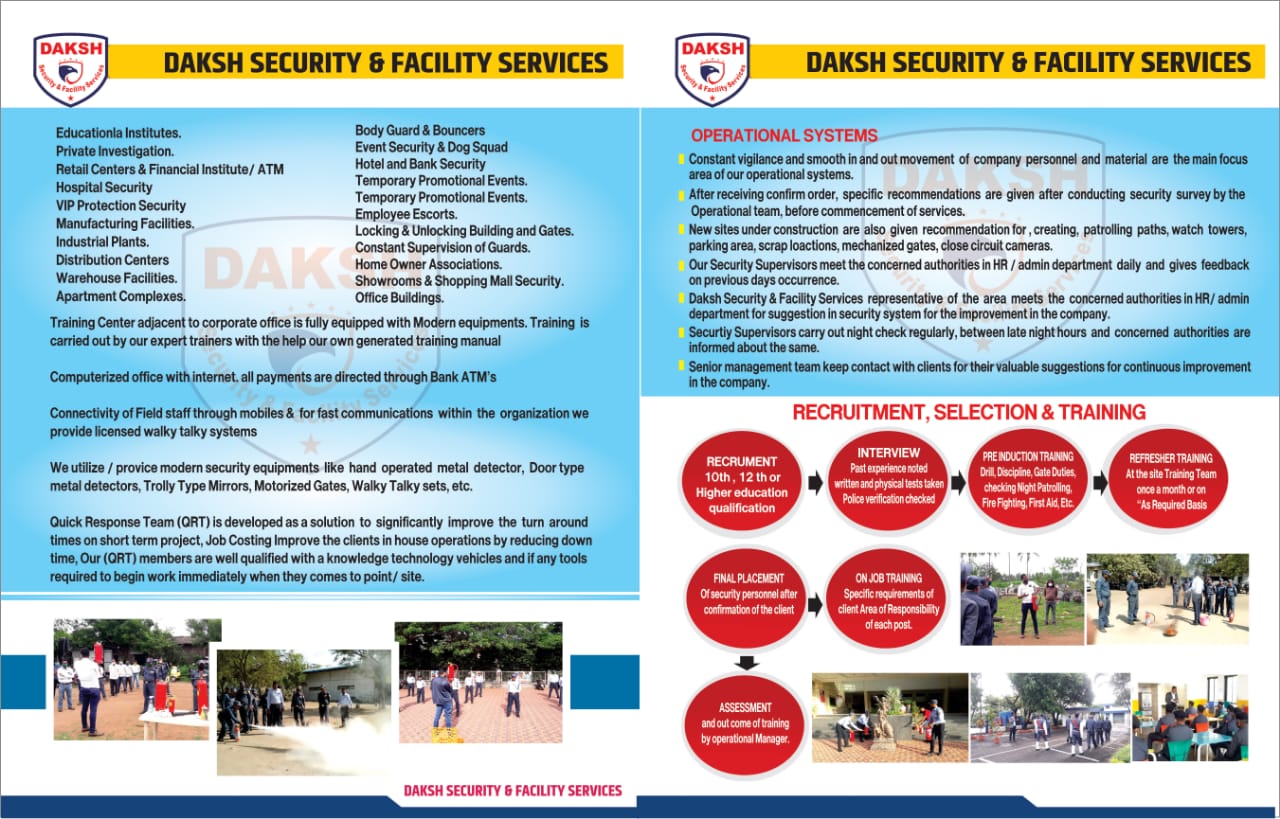 DAKSH
Security & Facility Services
DAKSH SECURITY & FACILITY SERVICES
Educationla Institutes.
Private Investigation.
Retail Centers & Financial Institute/ ATM
Hospital Security
VIP Protection Security
Manufacturing Facilities.
Industrial Plants.
Distribution Centers
Warehouse Facilities.
Apartment Complexes.
Body Guard & Bouncers
Event Security & Dog Squad
Hotel and Bank Security
Temporary Promotional Events.
Temporary Promotional Events.
Employee Escorts.
Locking & Unlocking Building and Gates.
Constant Supervision of Guards.
Home Owner Associations.
Showrooms & Shopping Mall Security.
Office Buildings.
DAKSH
Security & Facility Services
Training Center adjacent to corporate office is fully equipped with Modern equipments. Training is
carried out by our expert trainers with the help our own generated training manual
Computerized office with internet. all payments are directed through Bank ATM's
Connectivity of Field staff through mobiles & for fast communications within the organization we
provide licensed walky talky systems
We utilize / provice modern security equipments like hand operated metal detector, Door type
metal detectors, Trolly Type Mirrors, Motorized Gates, Walky Talky sets, etc.
Quick Response Team (QRT) is developed as a solution to significantly improve the turn around
times on short term project, Job Costing Improve the clients in house operations by reducing down
time, Our (QRT) members are well qualified with a knowledge technology vehicles and if any tools
required to begin work immediately when they comes to point/ site.
DAKSH SECURITY & FACILITY SERVICES
DAKSH
Security & Facility Services
DAKSH SECURITY & FACILITY SERVICES
OPERATIONAL SYSTEMS
Constant vigilance and smooth in and out movement of company personnel and material are the main focus
area of our operational systems.
After receiving confirm order, specific recommendations are given after conducting security survey by the
Operational team, before commencement of services.
New sites under construction are also given recommendation for , creating, patrolling paths, watch towers,
parking area, scrap loactions, mechanized gates, close circuit cameras.
Our Security Supervisors meet the concerned authorities in HR / admin department daily and gives feedback
on previous days occurrence.
Daksh Security & Facility Services representative of the area meets the concerned authorities in HR/ admin
department for suggestion in security system for the improvement in the company.
Securtiy Supervisors carry out night check regularly, between late night hours and concerned authorities are
informed about the same.
Senior management team keep contact with clients for their valuable suggestions for continuous improvement
in the company.
DAKSH
Security & Facility Services
RECRUITMENT, SELECTION & TRAINING
RECRUMENT
10th , 12 th or
Higher education
qualification
INTERVIEW
Past experience noted
written and physical tests taken
Police verification checked
PRE INDUCTION TRAINING
Drill, Discipline, Gate Duties,
checking Night Patrolling,
Fire Fighting, First Aid, Etc.
REFRESHER TRAINING
At the site Training Team
once a month or on
“As Required Basis
FINAL PLACEMENT
Of security personnel after
confirmation of the client
ON JOB TRAINING
Specific requirements of
client Area of Responsibility
of each post.
ASSESSMENT
and out come of training
by operational Manager.